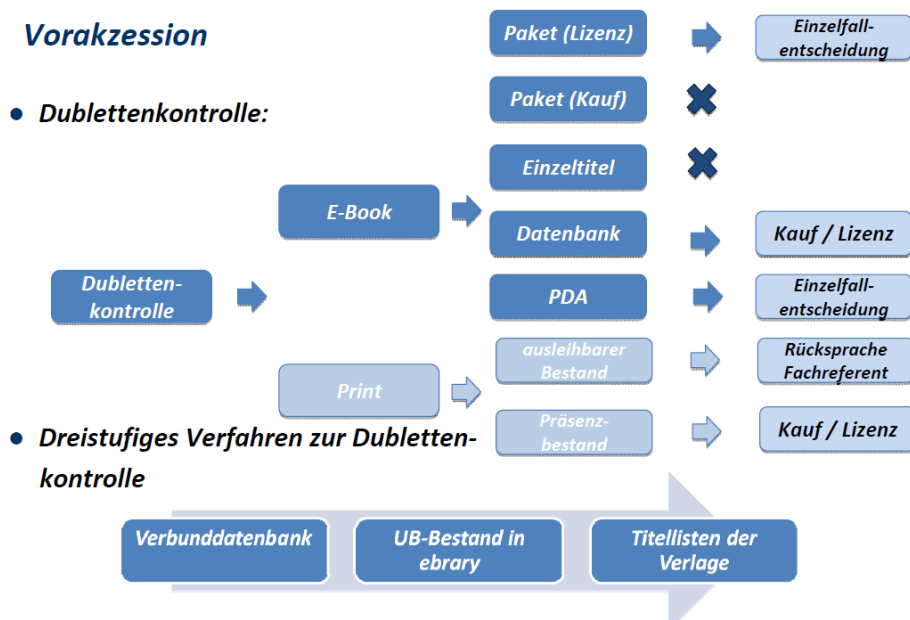 Vorakzession
● Dublettenkontrolle:
Dubletten-
kontrolle
E-Book
Paket (Lizenz)
Einzelfall-
entscheidung
Paket (Kauf)
Einzeltitel
Datenbank
Kauf / Lizenz
PDA
Einzelfall-
entscheidung
Print
ausleihbarer
Bestand
Rücksprache
Fachreferent
Präsenz-
bestand
Kauf / Lizenz
● Dreistufiges Verfahren zur Dubletten-
kontrolle
Verbunddatenbank
UB-Bestand in
ebrary
Titellisten der
Verlage